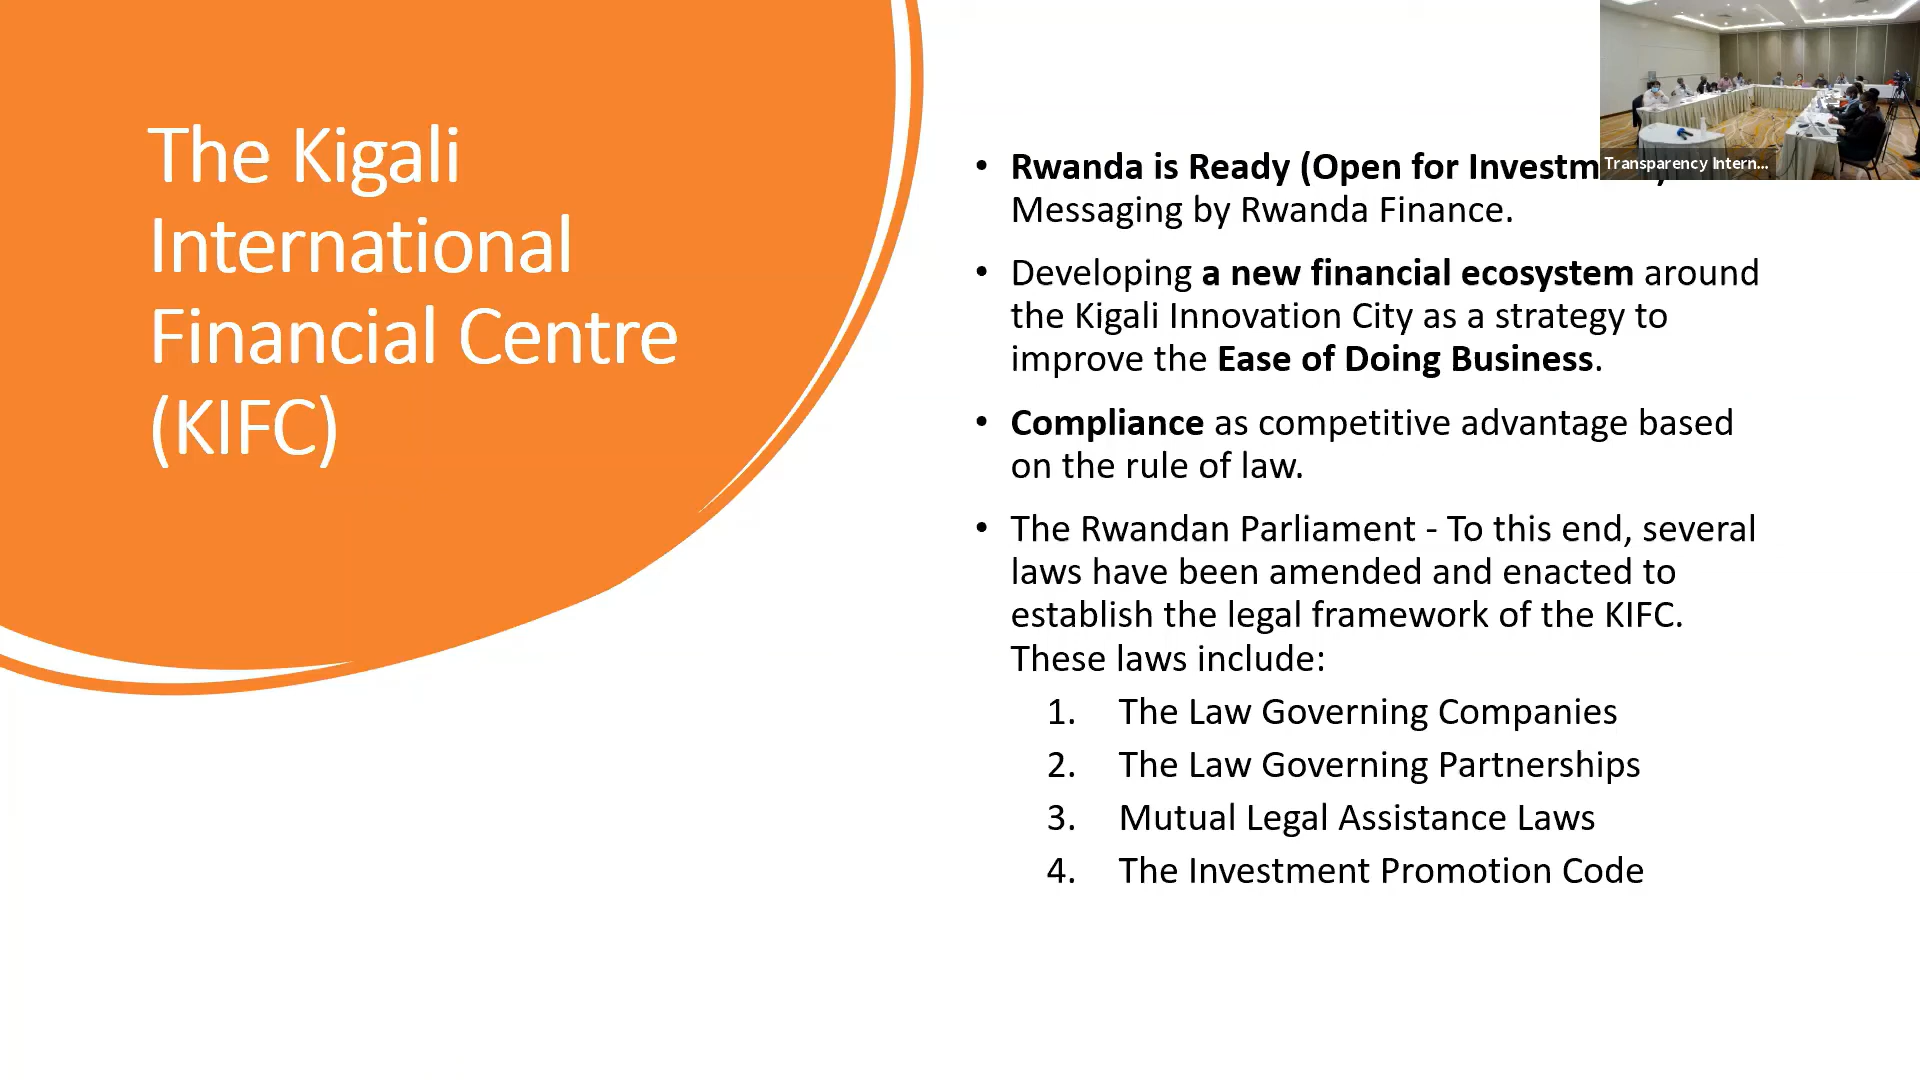 The Kigali
International
Financial Centre
(KIFC)
• Rwanda is Ready (Open for
Messaging by Rwanda Finance.
• Developing a new financial ecosystem around
the Kigali Innovation City as a strategy to
improve the Ease of Doing Business.
• Compliance as competitive advantage based
on the rule of law.
• The Rwandan Parliament - To this end, several
laws have been amended and enacted to
establish the legal framework of the KIFC.
These laws include:
1. The Law Governing Companies
2. The Law Governing Partnerships
3. Mutual Legal Assistance Laws
4. The Investment Promotion Code
Transparency Intern...